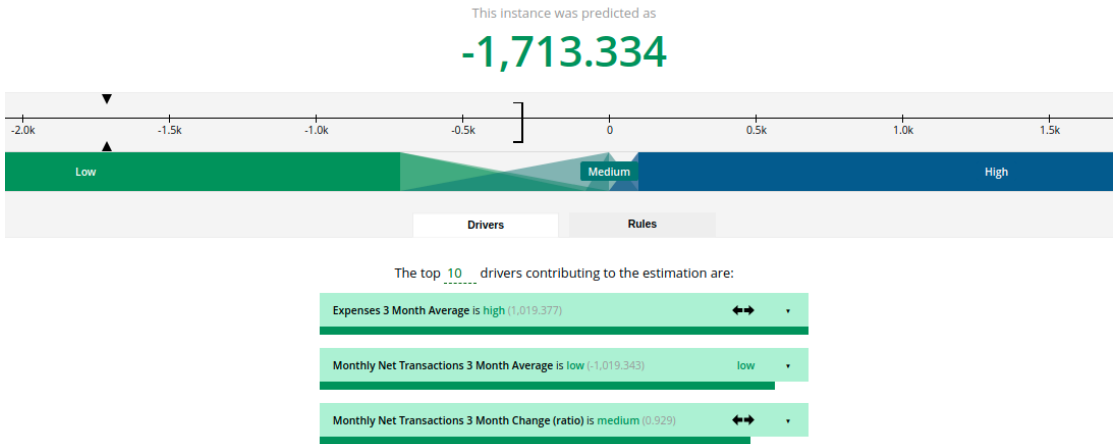 This instance was predicted as
-1,713.334
-2.0k -1.5k -1.0k -0.5k 0 0.5k 1.0k 1.5k
Low Medium High
Drivers Rules
The top 10 drivers contributing to the estimation are:
Expenses 3 Month Average is high (1,019.377)
Monthly Net Transactions 3 Month Average is low (-1,019.343) low
Monthly Net Transactions 3 Month Change (ratio) is medium (0.929)